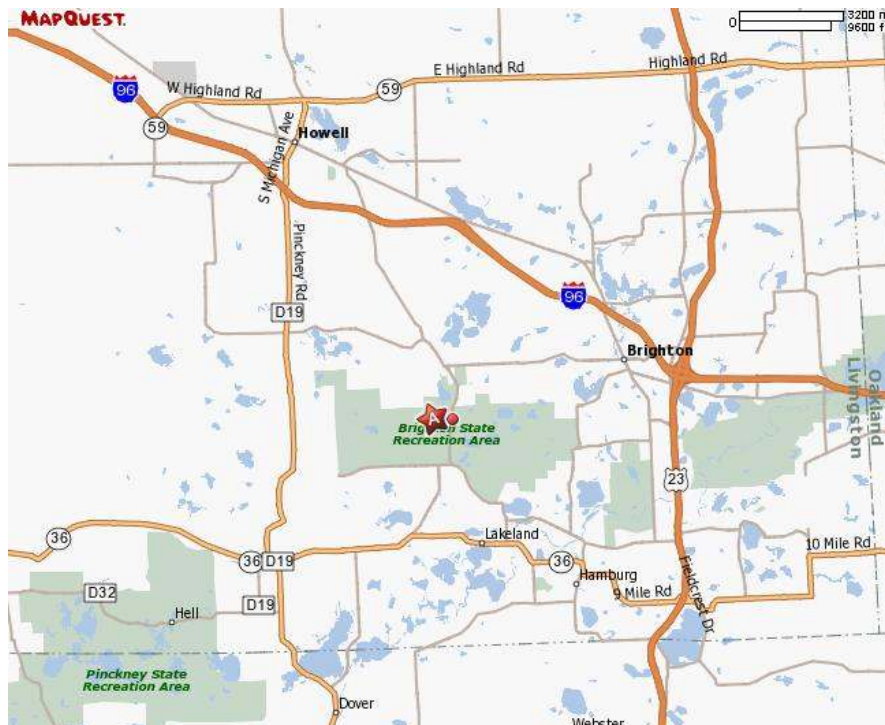 MAPQUEST.
0
3200 m
9600 f
96
W Highland Rd
59
E Highland Rd
Highland Rd
59
Howell
S Michigan Ave
Pinckney Rd
D19
96
Brighton
Oakland
Livingston
A
Brighton State
Recreation Area
23
36
36
D19
Lakeland
36
10 Mile Rd
D32
Hell
D19
Hamburg
9 Mile Rd
Fieldcrest Dr
Pinckney State
Recreation Area
Dover
Webster